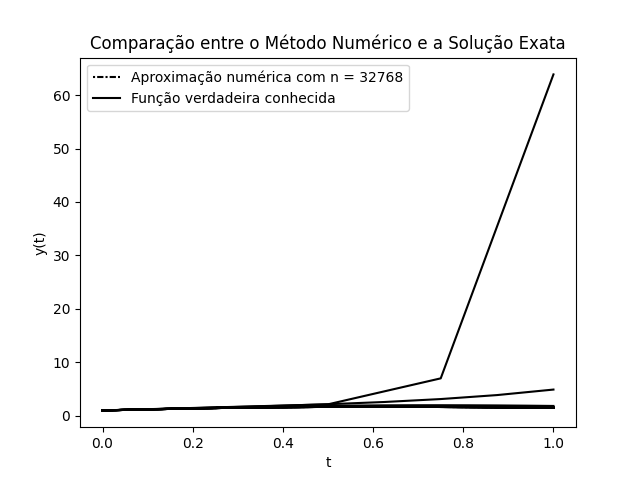 Comparação entre o Método Numérico e a Solução Exata
Aproximação numérica com n = 32768
Função verdadeira conhecida
60
50
40
30
20
10
0
y(t)
0.0 0.2 0.4 0.6 0.8 1.0
t